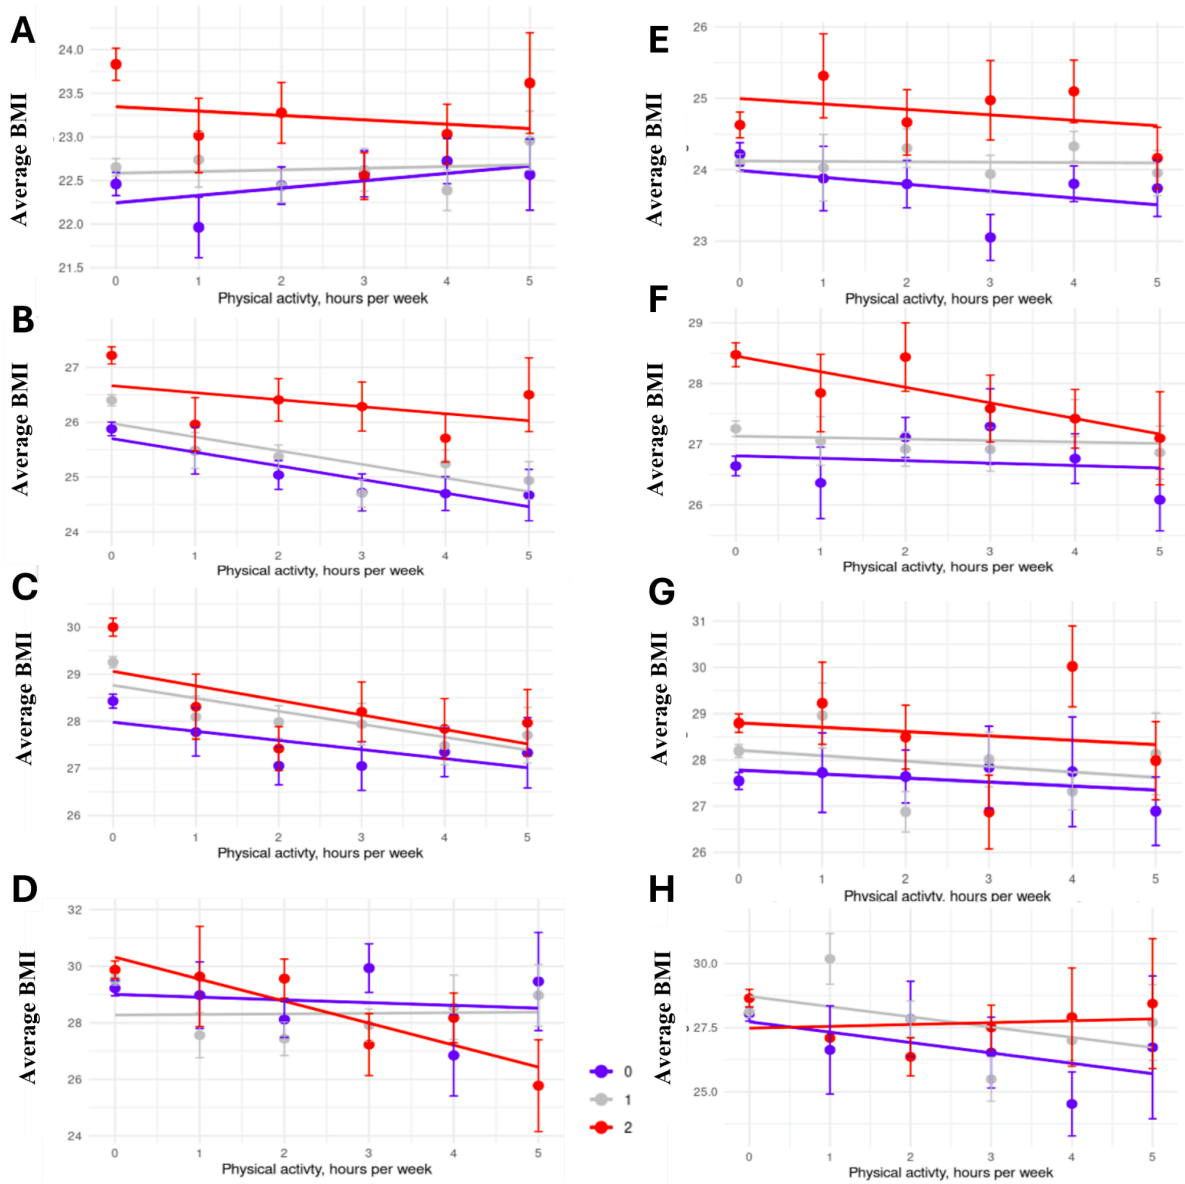 A
Average BMI
24.0
23.5
23.0
22.5
22.0
21.5
0 1 2 3 4 5
Physical activty, hours per week
B
Average BMI
27
26
25
24
0 1 2 3 4 5
Physical activty, hours per week
C
Average BMI
30
29
28
27
26
0 1 2 3 4 5
Physical activty, hours per week
D
Average BMI
32
30
28
26
24
0 1 2 3 4 5
Physical activty, hours per week
0
1
2
E
Average BMI
26
25
24
23
0 1 2 3 4 5
Physical activty, hours per week
F
Average BMI
29
28
27
26
0 1 2 3 4 5
Physical activty, hours per week
G
Average BMI
31
30
29
28
27
26
0 1 2 3 4 5
Physical activty, hours per week
H
Average BMI
30.0
27.5
25.0
0 1 2 3 4 5
Physical activty, hours per week